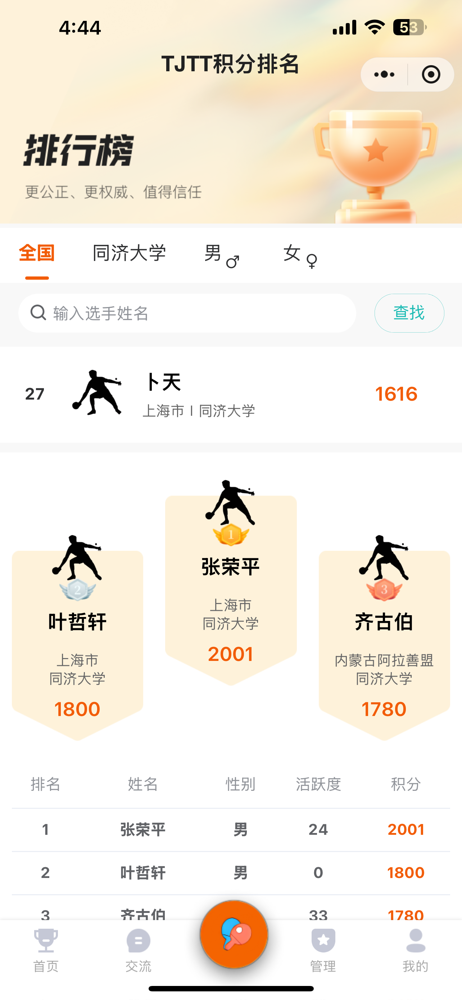 4:44
53
TJTT积分排名
排行榜
更公正、更权威、值得信任
全国 同济大学 男♂ 女♀
输入选手姓名 查找
27 卜天 1616
上海市 | 同济大学
1
张荣平
上海市
同济大学
2001
2
叶哲轩
上海市
同济大学
1800
3
齐古伯
内蒙古阿拉善盟
同济大学
1780
排名 姓名 性别 活跃度 积分
1 张荣平 男 24 2001
2 叶哲轩 男 0 1800
3 齐古伯 33 1780
首页 交流 管理 我的